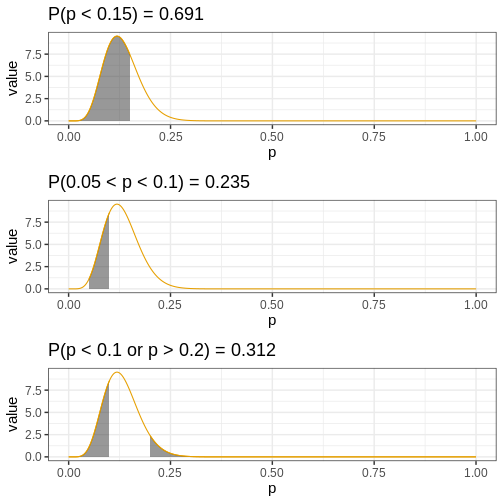 P(p < 0.15) = 0.691
7.5
5.0
2.5
0.0
value
0.00 0.25 0.50 0.75 1.00
p
P(0.05 < p < 0.1) = 0.235
7.5
5.0
2.5
0.0
value
0.00 0.25 0.50 0.75 1.00
p
P(p < 0.1 or p > 0.2) = 0.312
7.5
5.0
2.5
0.0
value
0.00 0.25 0.50 0.75 1.00
p